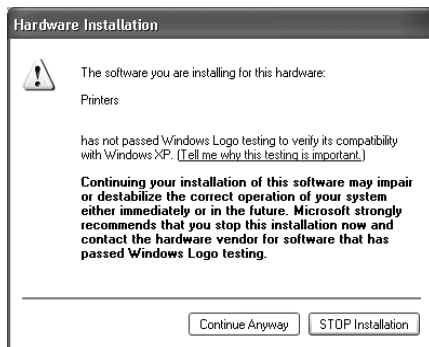 Hardware Installation
The software you are installing for this hardware:
Printers
has not passed Windows Logo testing to verify its compatibility
with Windows XP. (Tell me why this testing is important.)
Continuing your installation of this software may impair
or destabilize the correct operation of your system
either immediately or in the future. Microsoft strongly
recommends that you stop this installation now and
contact the hardware vendor for software that has
passed Windows Logo testing.
Continue Anyway
STOP Installation